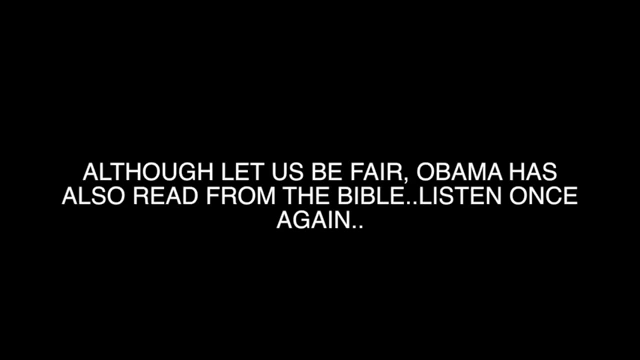 ALTHOUGH LET US BE FAIR, OBAMA HAS
ALSO READ FROM THE BIBLE..LISTEN ONCE
AGAIN..